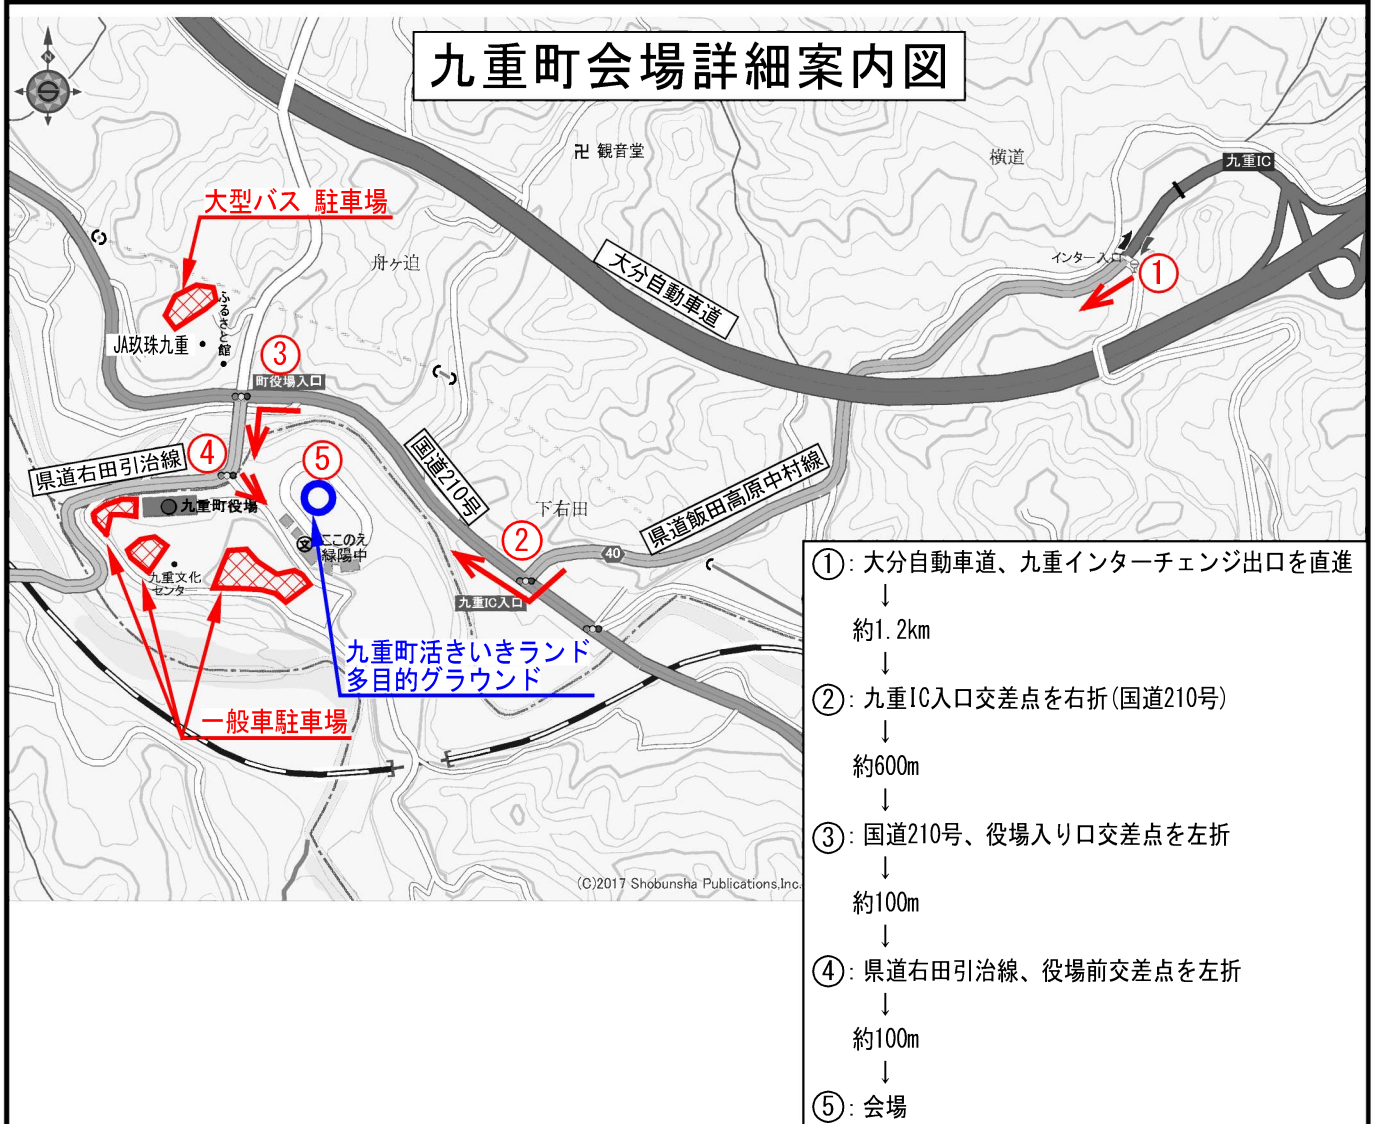 九重町会場詳細案内図
N
卍 観音堂
横道
九重IC
大型バス 駐車場
舟ヶ迫
インター入口
①
大分自動車道
ふるさと館
JA玖珠九重
③
町役場入口
④
⑤
県道右田引治線
国道210号
九重町役場
下右田
県道飯田高原中村線
②
40
ここのえ
緑陽中
文
九重文化
センタ
九重IC入口
九重町活きいきランド
多目的グラウンド
一般車駐車場
(C)2017 Shobunsha Publications,Inc.
①: 大分自動車道、九重インターチェンジ出口を直進
↓
約1.2km
↓
②: 九重IC入口交差点を右折(国道210号)
↓
約600m
↓
③: 国道210号、役場入り口交差点を左折
↓
約100m
↓
④: 県道右田引治線、役場前交差点を左折
↓
約100m
↓
⑤: 会場